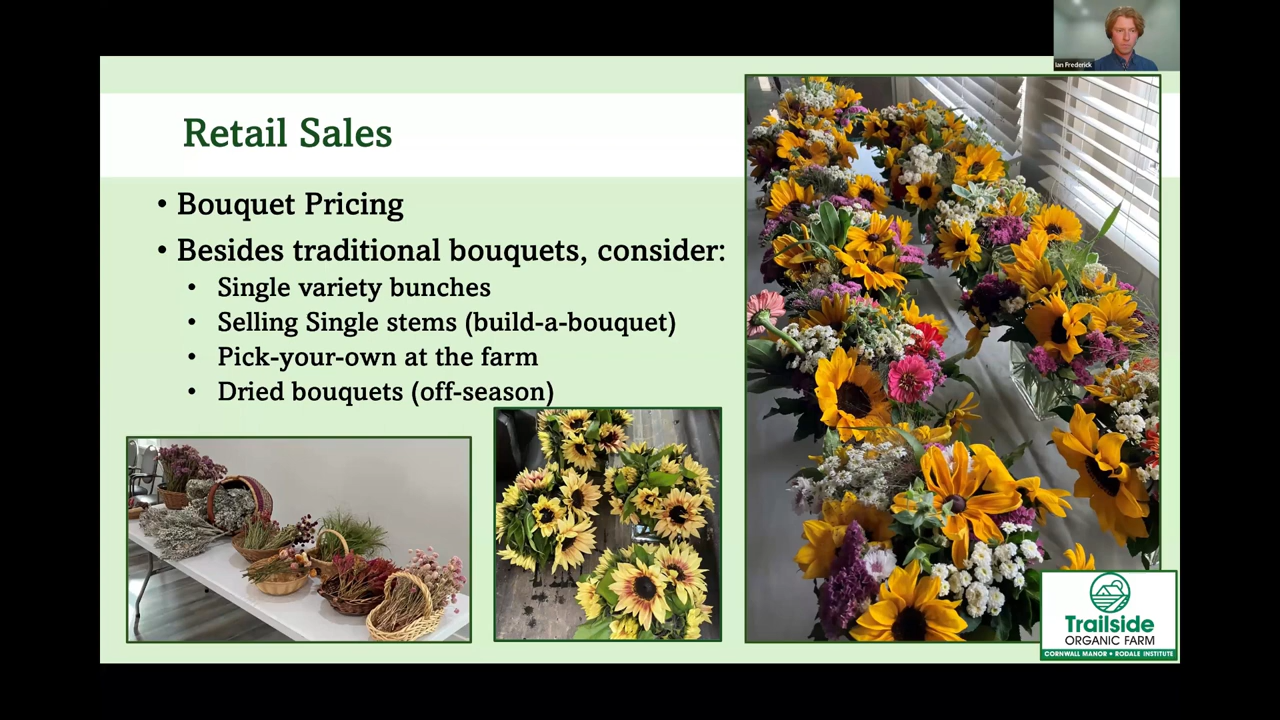 Ian Frederick
Retail Sales
• Bouquet Pricing
• Besides traditional bouquets, consider:
• Single variety bunches
• Selling Single stems (build-a-bouquet)
• Pick-your-own at the farm
• Dried bouquets (off-season)
Trailside
ORGANIC FARM
CORNWALL MANOR • RODALE INSTITUTE